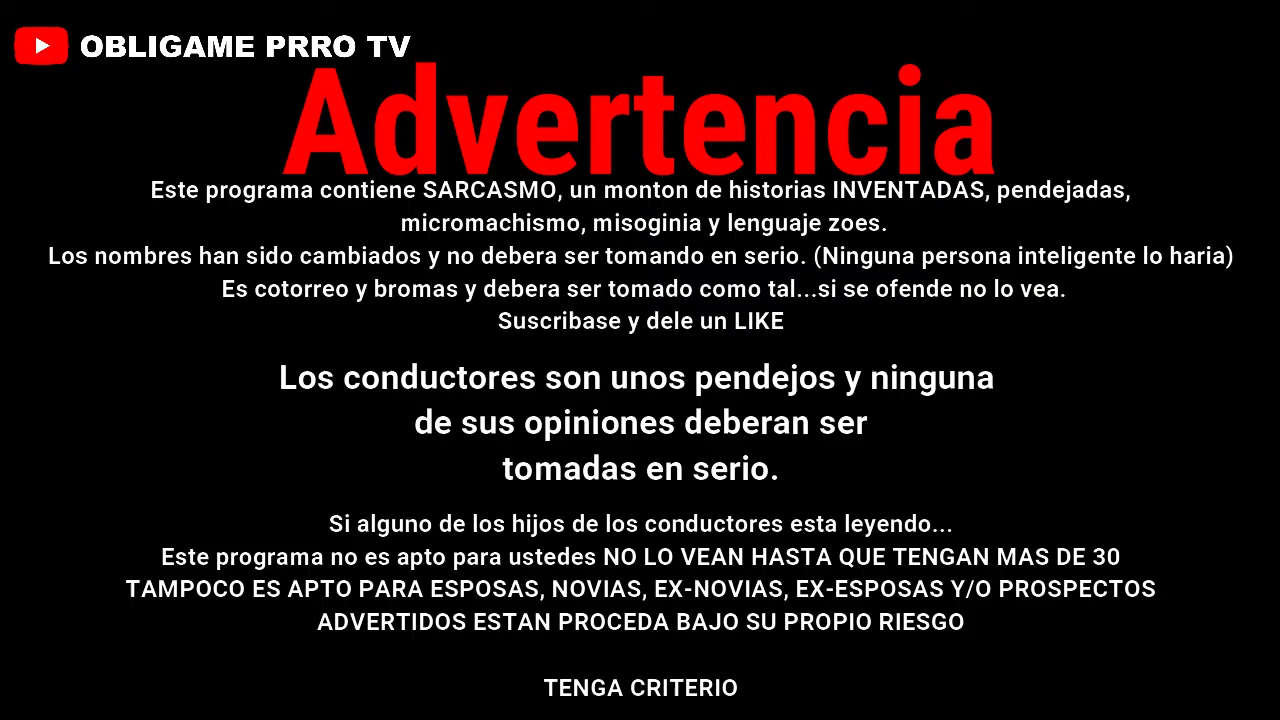 OBLIGAME PRRO TV
Advertencia
Este programa contiene SARCASMO, un monton de historias INVENTADAS, pendejadas,
micromachismo, misoginia y lenguaje zoes.
Los nombres han sido cambiados y no debera ser tomando en serio. (Ninguna persona inteligente lo haria)
Es cotorreo y bromas y debera ser tomado como tal...si se ofende no lo vea.
Suscribase y dele un LIKE
Los conductores son unos pendejos y ninguna
de sus opiniones deberan ser
tomadas en serio.
Si alguno de los hijos de los conductores esta leyendo...
Este programa no es apto para ustedes NO LO VEAN HASTA QUE TENGAN MAS DE 30
TAMPOCO ES APTO PARA ESPOSAS, NOVIAS, EX-NOVIAS, EX-ESPOSAS Y/O PROSPECTOS
ADVERTIDOS ESTAN PROCEDA BAJO SU PROPIO RIESGO
TENGA CRITERIO